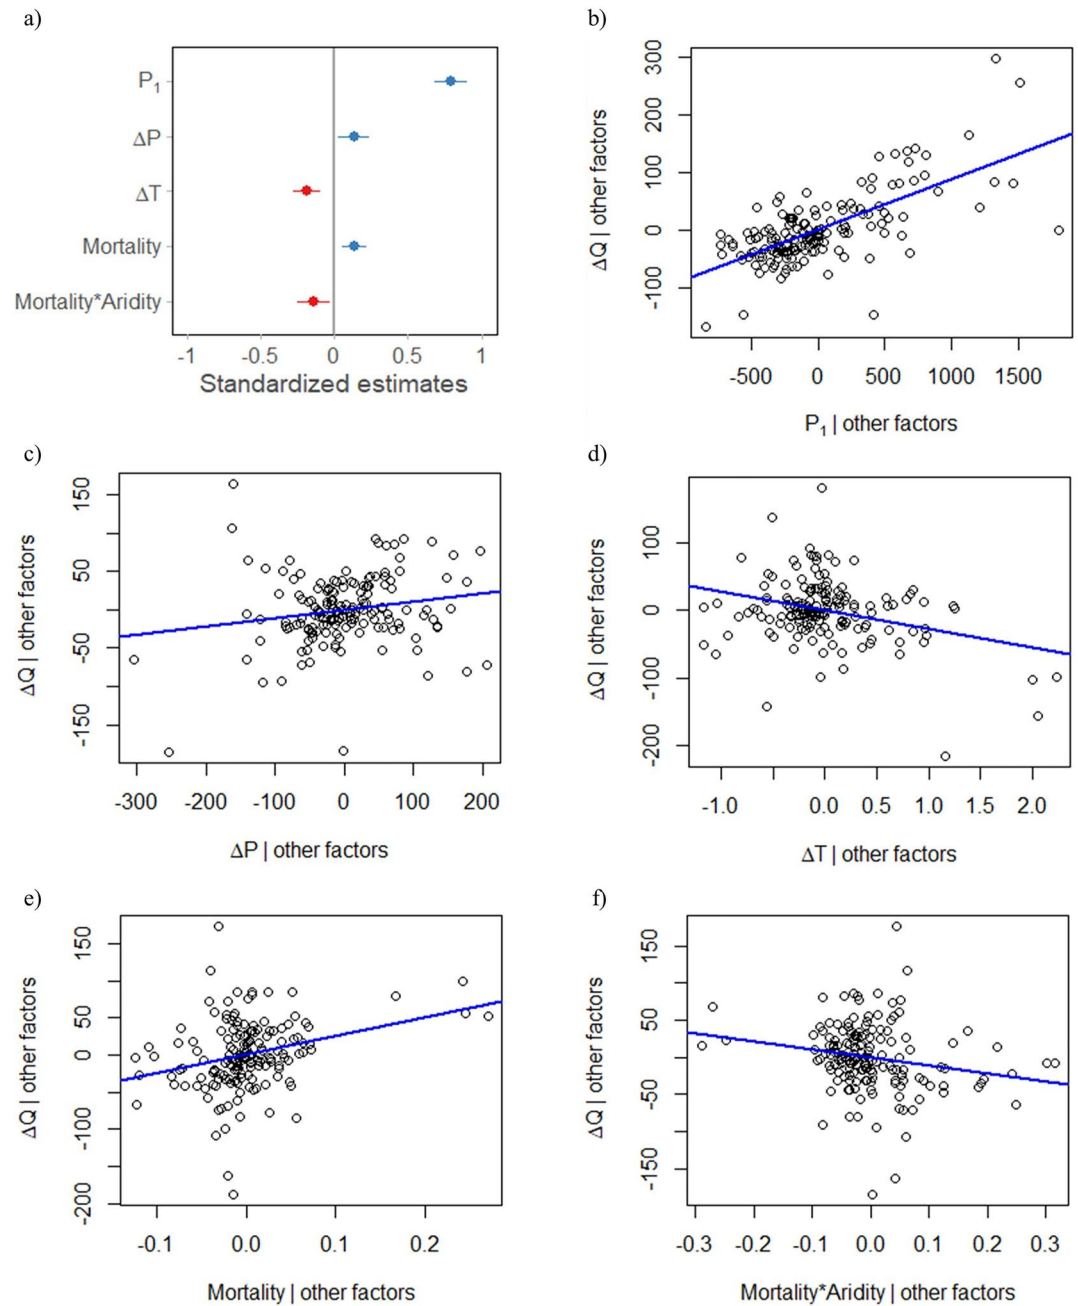 a)
P₁
ΔP
ΔT
Mortality
Mortality*Aridity
-1 -0.5 0 0.5 1
Standardized estimates
b)
300
200
100
0
-100
ΔQ | other factors
-500 0 500 1000 1500
P₁ | other factors
c)
150
50
-50
-150
ΔQ | other factors
-300 -200 -100 0 100 200
ΔP | other factors
d)
100
0
-100
-200
ΔQ | other factors
-1.0 0.0 0.5 1.0 1.5 2.0
ΔT | other factors
e)
150
50
0
-100
-200
ΔQ | other factors
-0.1 0.0 0.1 0.2
Mortality | other factors
f)
150
50
-50
-150
ΔQ | other factors
-0.3 -0.2 -0.1 0.0 0.1 0.2 0.3
Mortality*Aridity | other factors